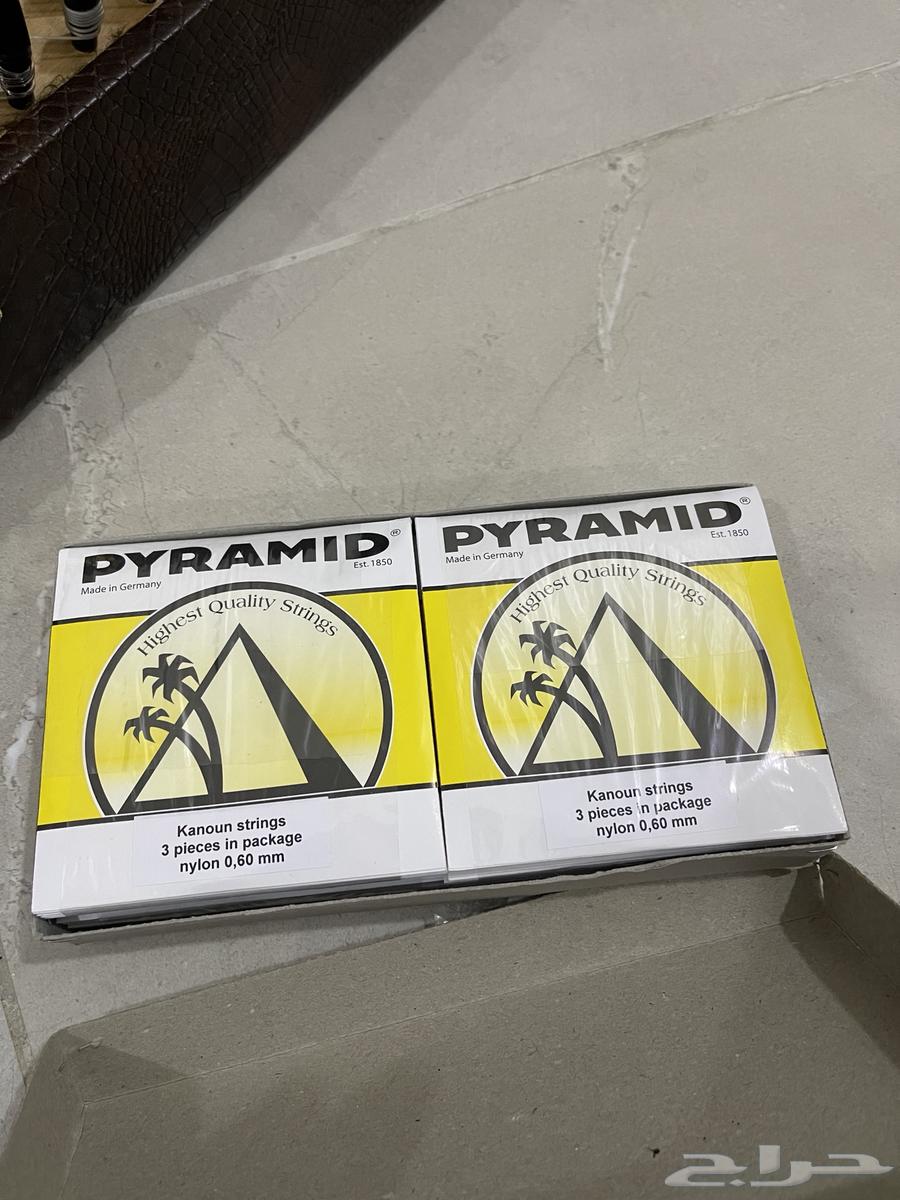 PYRAMID®
Est. 1850
Made in Germany
Highest Quality Strings
Kanoun strings
3 pieces in package
nylon 0,60 mm
PYRAMID®
Est. 1850
Made in Germany
Highest Quality Strings
Kanoun strings
3 pieces in package
nylon 0,60 mm
حراج